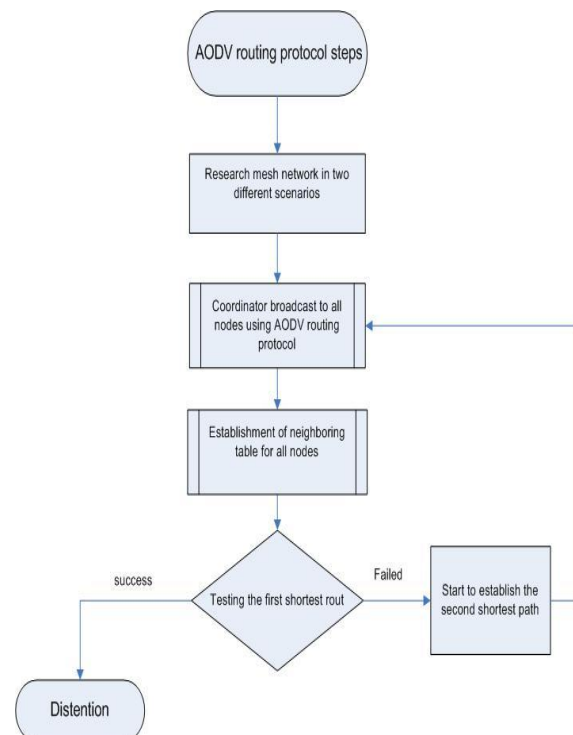 AODV routing protocol steps
Research mesh network in two
different scenarios
Coordinator broadcast to all
nodes using AODV routing
protocol
Establishment of neighboring
table for all nodes
success
Testing the first shortest rout
Failed
Start to establish the
second shortest path
Distention